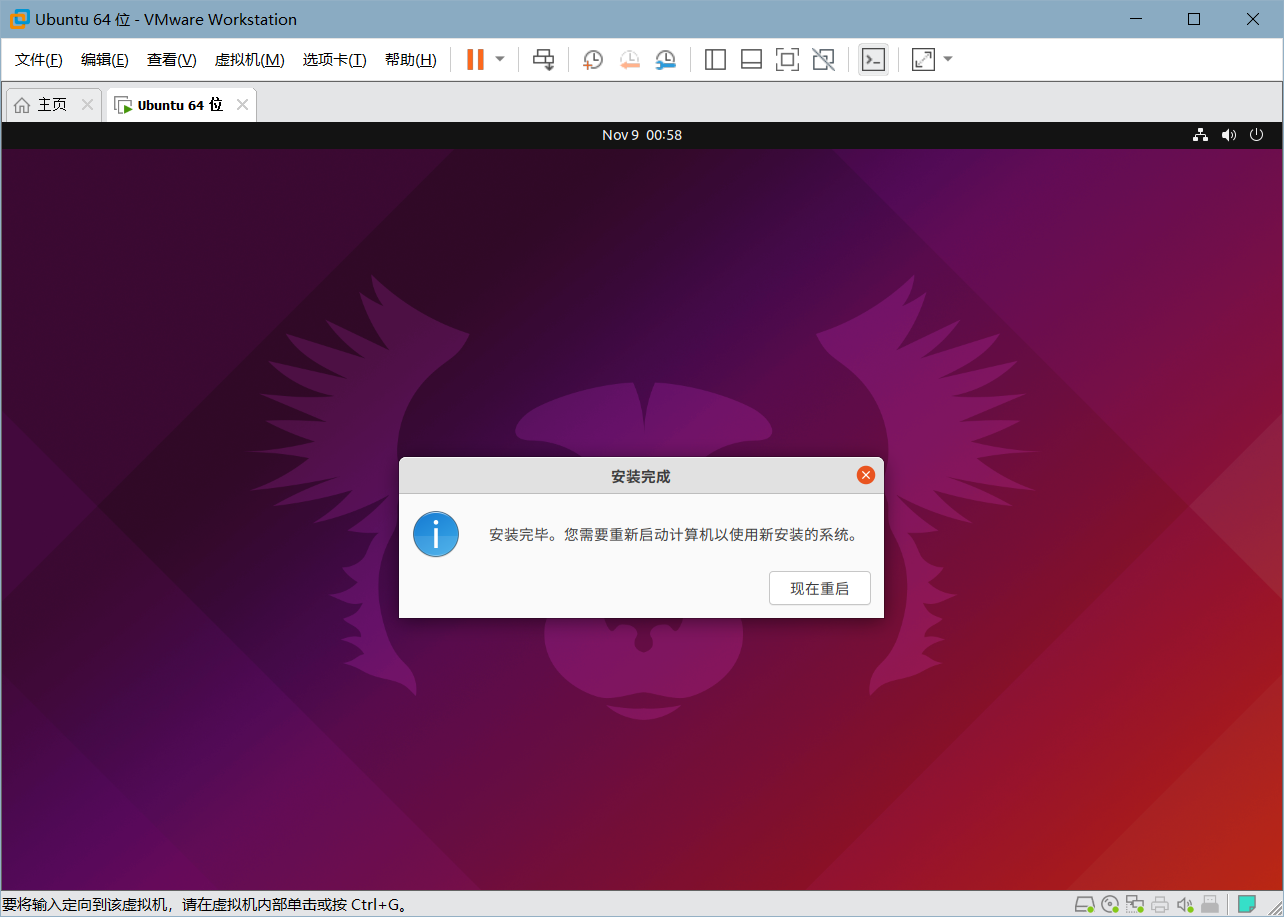 Ubuntu 64 位 - VMware Workstation
文件(F) 编辑(E) 查看(V) 虚拟机(M) 选项卡(T) 帮助(H)
主页 Ubuntu 64 位
Nov 9 00:58
安装完成
安装完毕。您需要重新启动计算机以使用新安装的系统。
现在重启
要将输入定向到该虚拟机，请在虚拟机内部单击或按 Ctrl+G。